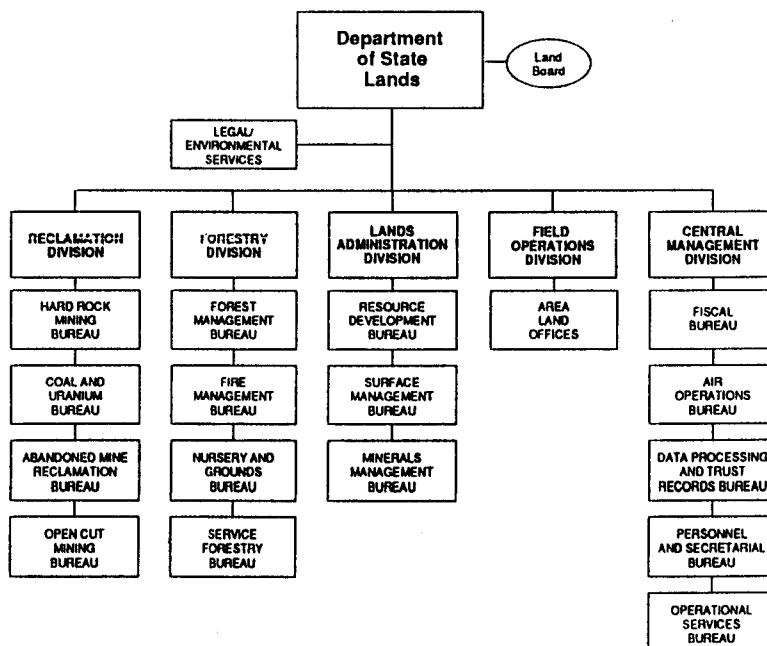 Department
of State
Lands
Land
Board
LEGAL/
ENVIRONMENTAL
SERVICES
RECLAMATION
DIVISION
HARD ROCK
MINING
BUREAU
COAL AND
URANIUM
BUREAU
ABANDONED MINE
RECLAMATION
BUREAU
OPEN CUT
MINING
BUREAU
FORESTRY
DIVISION
FOREST
MANAGEMENT
BUREAU
FIRE
MANAGEMENT
BUREAU
NURSERY AND
GROUNDS
BUREAU
SERVICE
FORESTRY
BUREAU
LANDS
ADMINISTRATION
DIVISION
RESOURCE
DEVELOPMENT
BUREAU
SURFACE
MANAGEMENT
BUREAU
MINERALS
MANAGEMENT
BUREAU
FIELD
OPERATIONS
DIVISION
AREA
LAND
OFFICES
CENTRAL
MANAGEMENT
DIVISION
FISCAL
BUREAU
AIR
OPERATIONS
BUREAU
DATA PROCESSING
AND TRUST
RECORDS BUREAU
PERSONNEL
AND SECRETARIAL
BUREAU
OPERATIONAL
SERVICES
BUREAU